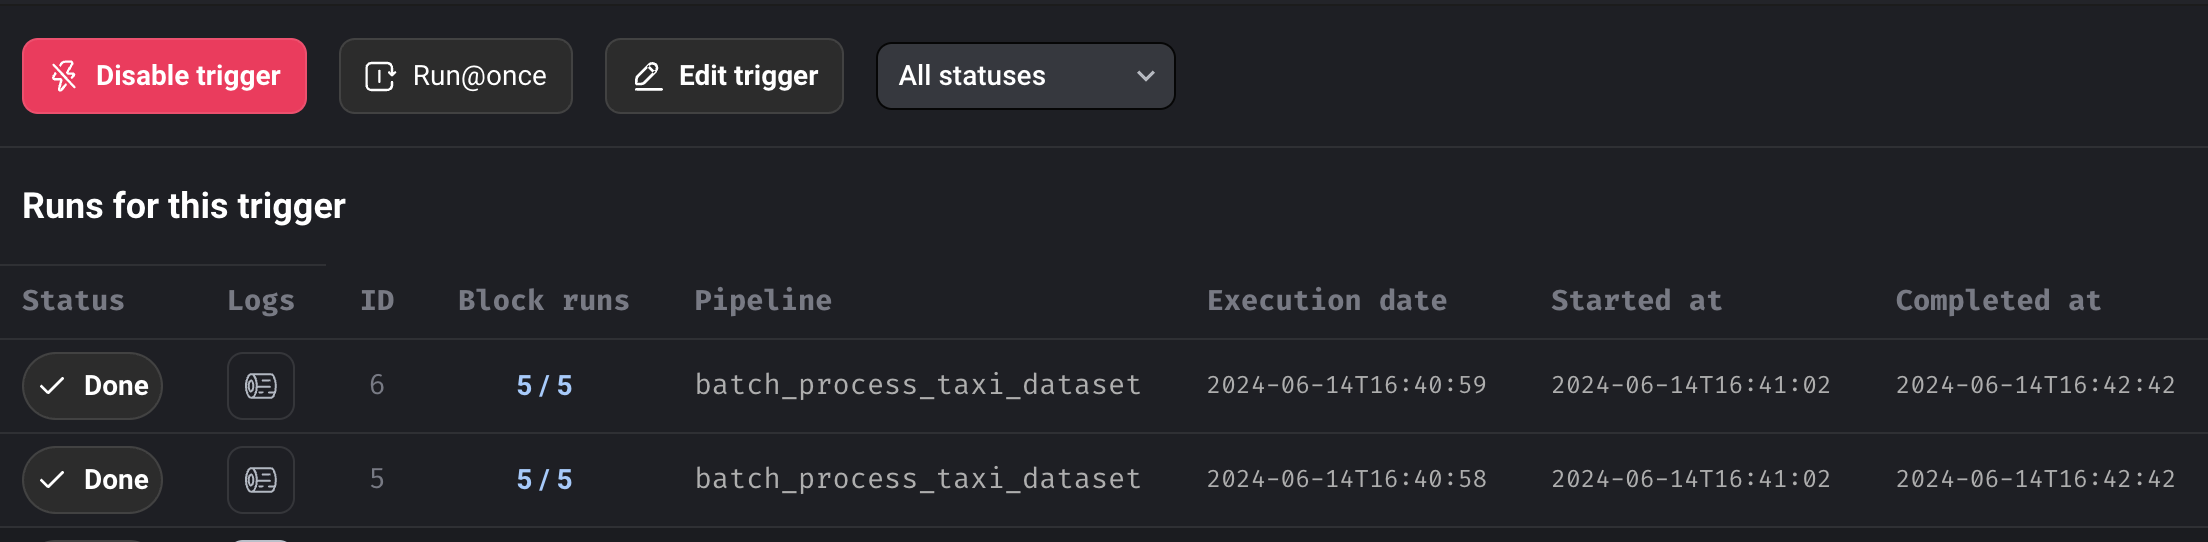 Disable trigger Run@once Edit trigger All statuses
Runs for this trigger
Status Logs ID Block runs Pipeline Execution date Started at Completed at
Done 6 5 / 5 batch_process_taxi_dataset 2024-06-14T16:40:59 2024-06-14T16:41:02 2024-06-14T16:42:42
Done 5 5 / 5 batch_process_taxi_dataset 2024-06-14T16:40:58 2024-06-14T16:41:02 2024-06-14T16:42:42